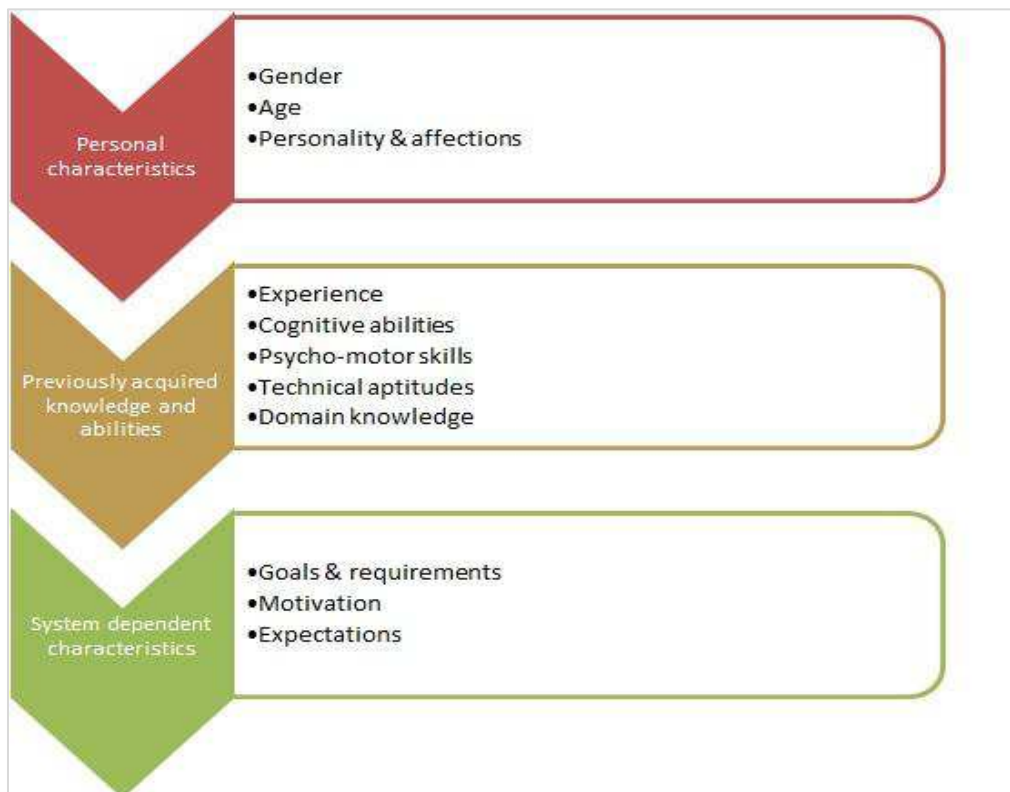 Personal
characteristics
•Gender
•Age
•Personality & affections
Previously acquired
knowledge and
abilities
•Experience
•Cognitive abilities
•Psycho-motor skills
•Technical aptitudes
•Domain knowledge
System dependent
characteristics
•Goals & requirements
•Motivation
•Expectations